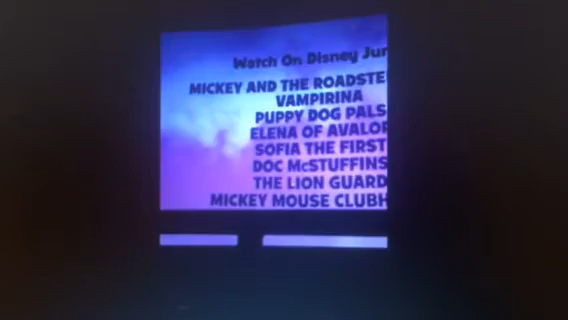 Watch On Disney Jun
MICKEY AND THE ROADSTE
VAMPIRINA
PUPPY DOG PALS
ELENA OF AVALOR
SOFIA THE FIRST
DOC McSTUFFINS
THE LION GUARD
MICKEY MOUSE CLUBH